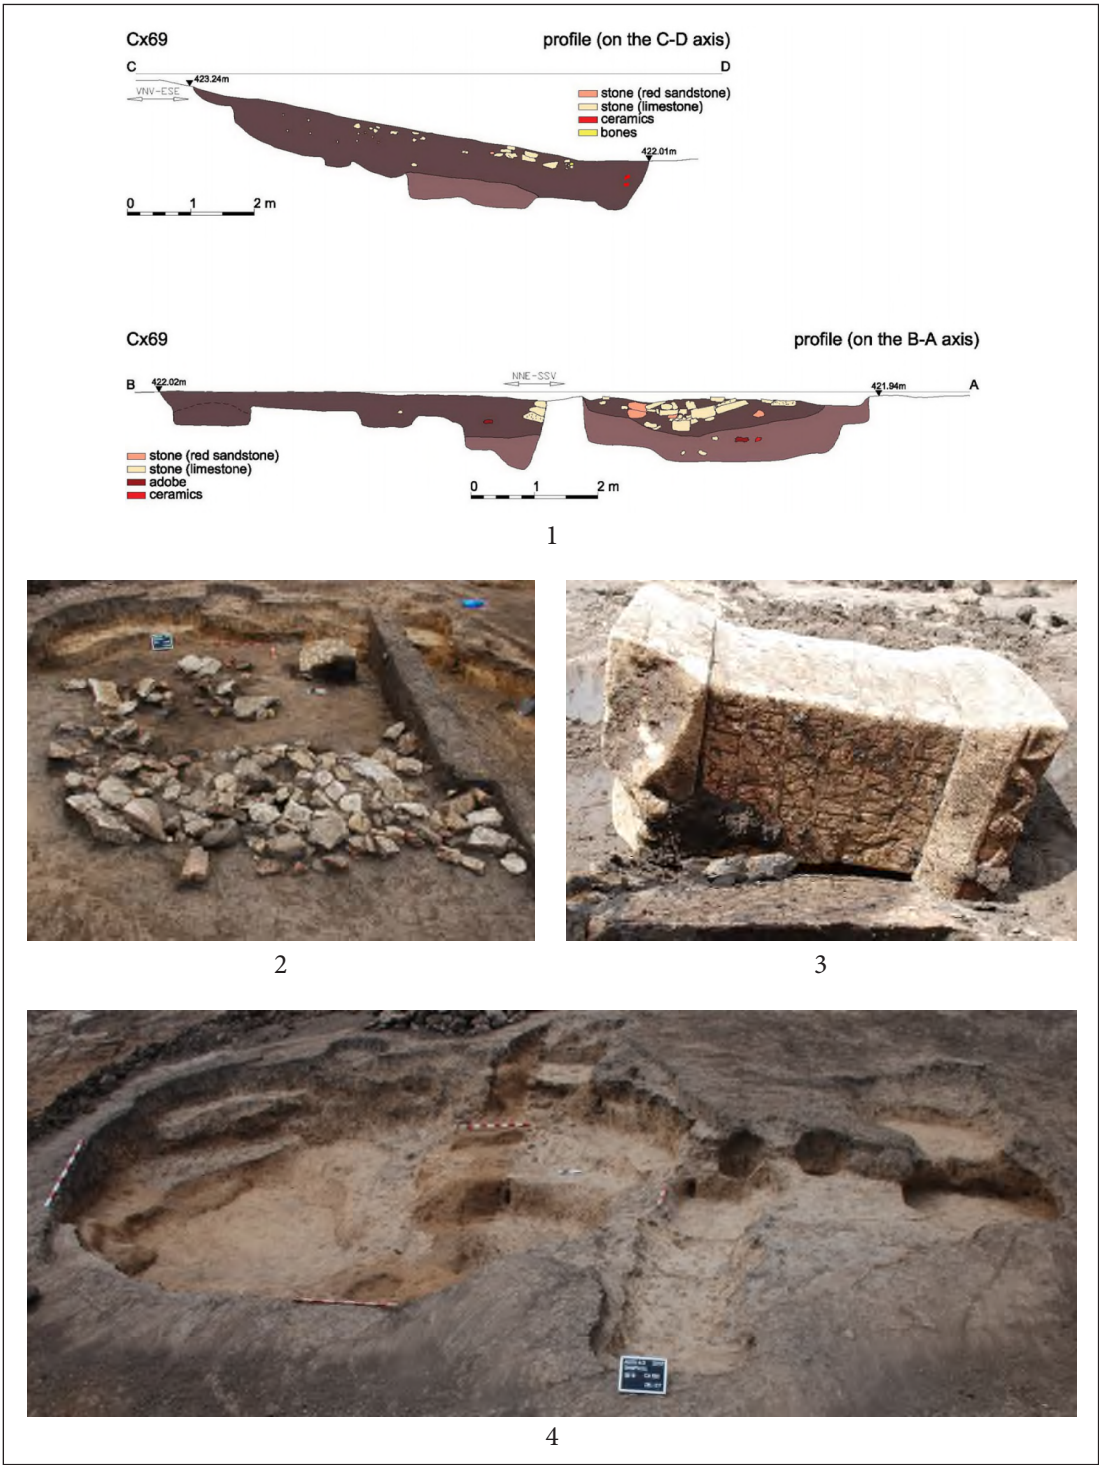 Cx69 profile (on the C-D axis)
C D
423.24m
VNV-ESE
stone (red sandstone)
stone (limestone)
ceramics
bones
422.01m
0 1 2 m
Cx69 profile (on the B-A axis)
NNE-SSV
B 422.02m 421.94m A
stone (red sandstone)
stone (limestone)
adobe
ceramics
0 1 2 m
1
2
3
4